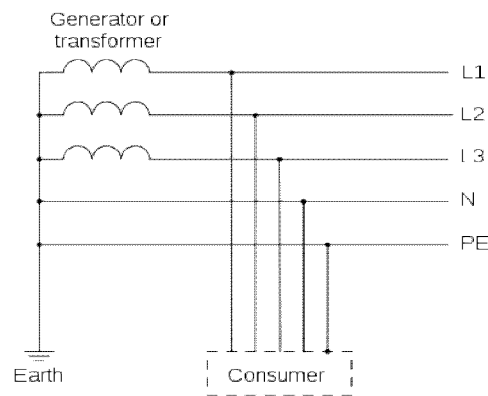 Generator or
transformer
L1
L2
L3
N
PE
Earth
Consumer